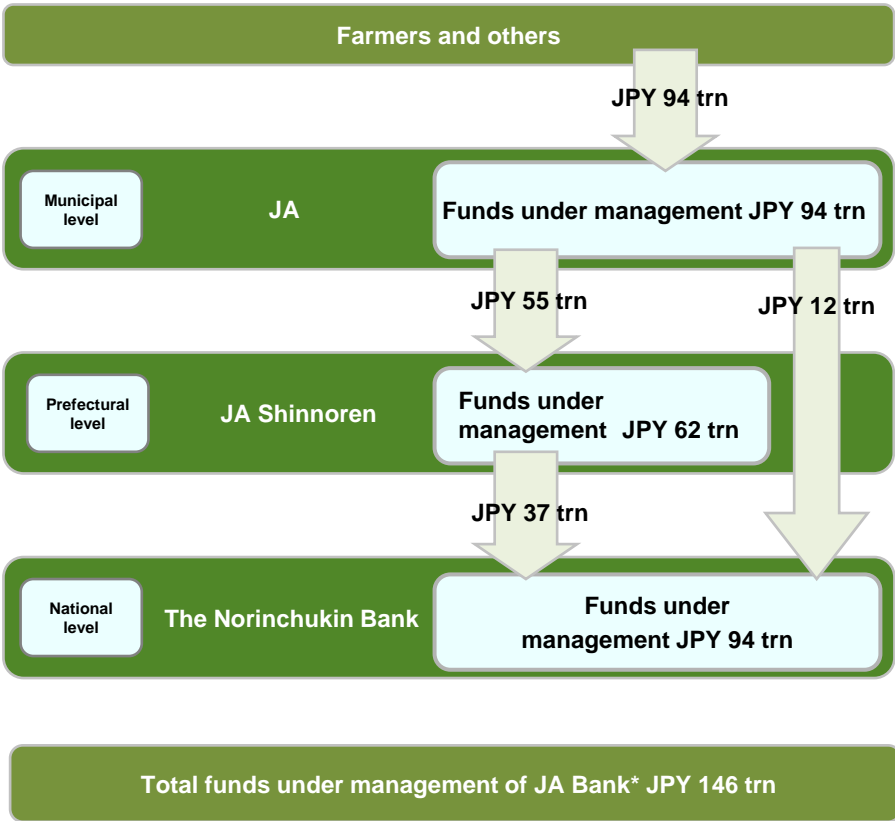 Farmers and others
JPY 94 trn
Municipal
level
JA
Funds under management JPY 94 trn
JPY 55 trn
JPY 12 trn
Prefectural
level
JA Shinnoren
Funds under
management JPY 62 trn
JPY 37 trn
National
level
The Norinchukin Bank
Funds under
management JPY 94 trn
Total funds under management of JA Bank* JPY 146 trn